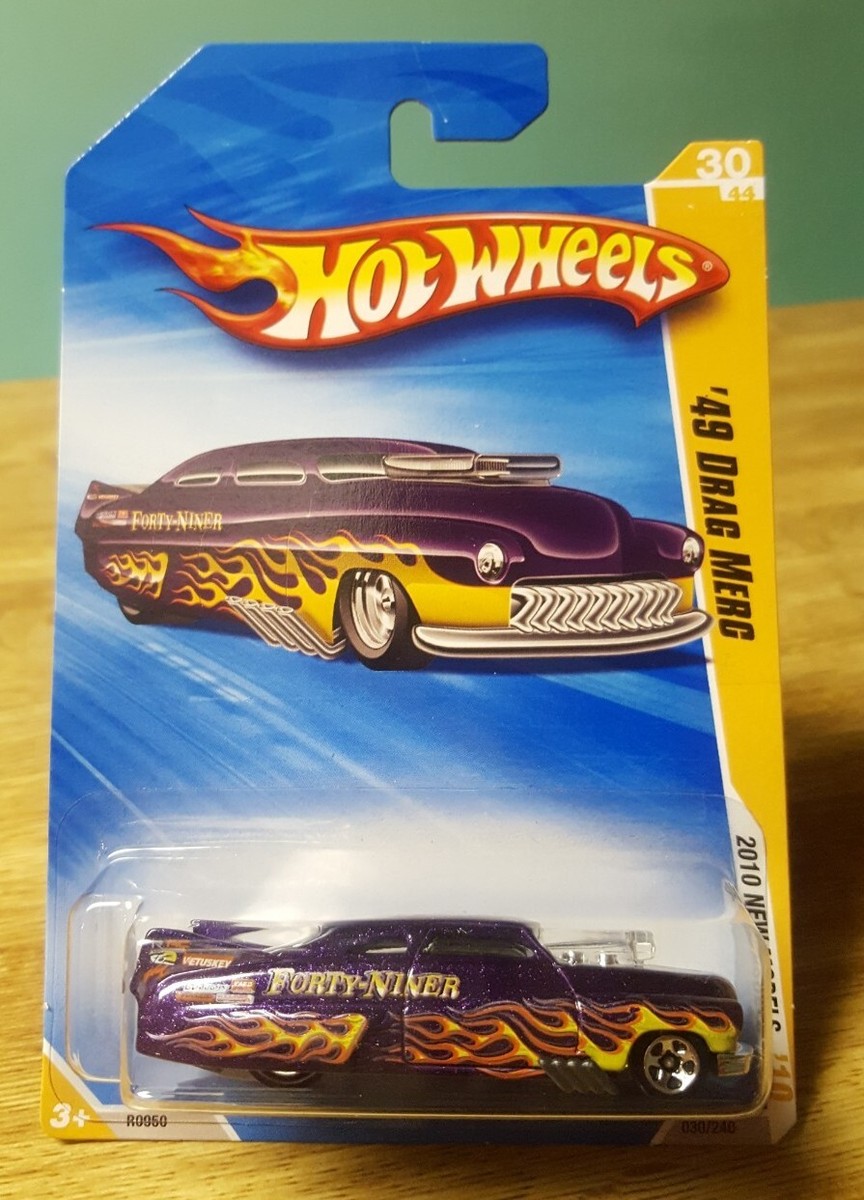 30
44
HOT WHEELS®
'49 DRAG MERC
FORTY-NINER
2010 NEW MODELS '10
VETUSKEY
FORTY-NINER
3+
R0950
030/240